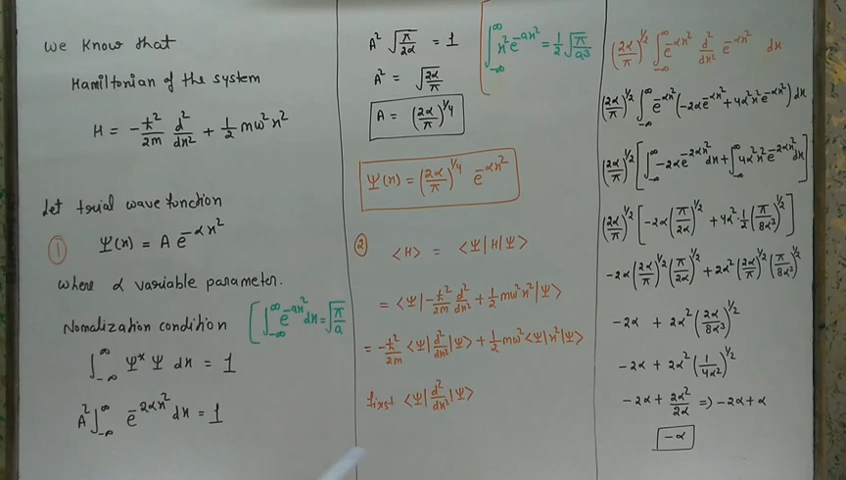 we know that
Hamiltonian of the system
H = -ℏ²/2m d²/dx² + 1/2 mω²x²
Let trial wave function
① Ψ(x) = A e^{-αx²}
where α variable parameter.
Nomalization condition
[∫_{-∞}^{∞} e^{-ax²} dx = √(π/a)
∫_{-∞}^{∞} Ψ* Ψ dx = 1
A² ∫_{-∞}^{∞} e^{-2αx²} dx = 1
A² √(π/2α) = 1
A² = √(2α/π)
A = (2α/π)^{1/4}
[∫_{-∞}^{∞} x² e^{-ax²} = 1/2 √(π/a³)
Ψ(x) = (2α/π)^{1/4} e^{-αx²}
② <H> = <Ψ|H|Ψ>
= <Ψ|-ℏ²/2m d²/dx² + 1/2 mω²x²|Ψ>
= -ℏ²/2m <Ψ|d²/dx²|Ψ> + 1/2 mω² <Ψ|x²|Ψ>
first <Ψ|d²/dx²|Ψ>
(2α/π)^{1/2} ∫_{-∞}^{∞} e^{-αx²} d²/dx² e^{-αx²} dx
(2α/π)^{1/2} ∫_{-∞}^{∞} e^{-αx²} (-2αe^{-αx²} + 4α²x²e^{-αx²}) dx
(2α/π)^{1/2} [∫_{-∞}^{∞} -2αe^{-2αx²} dx + ∫_{-∞}^{∞} 4α²x²e^{-2αx²} dx]
(2α/π)^{1/2} [-2α (π/2α)^{1/2} + 4α² · 1/2 (π/8α³)^{1/2}]
-2α (2α/π)^{1/2} (π/2α)^{1/2} + 2α² (2α/π)^{1/2} (π/8α³)^{1/2}
-2α + 2α² (2α/8α³)^{1/2}
-2α + 2α² (1/4α²)^{1/2}
-2α + 2α²/2α => -2α + α
-α